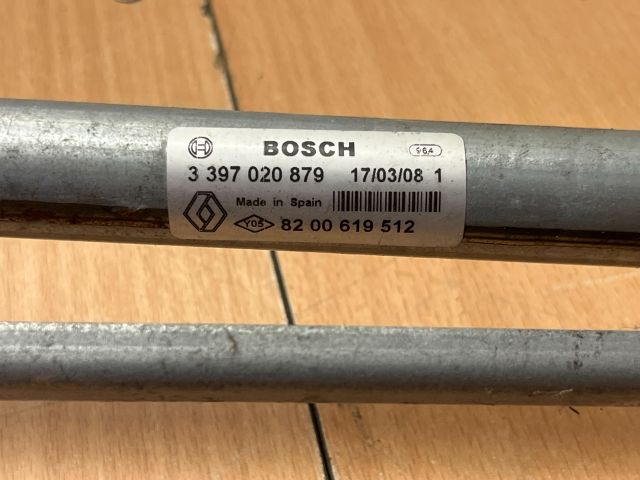 BOSCH 964
3 397 020 879 17/03/08 1
Made in Spain
Y05 82 00 619 512